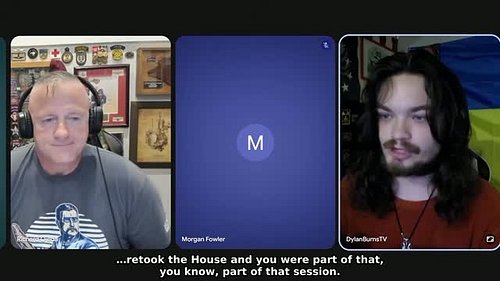 M
Morgan Fowler
DylanBurnsTV
...retook the House and you were part of that,
you know, part of that session.